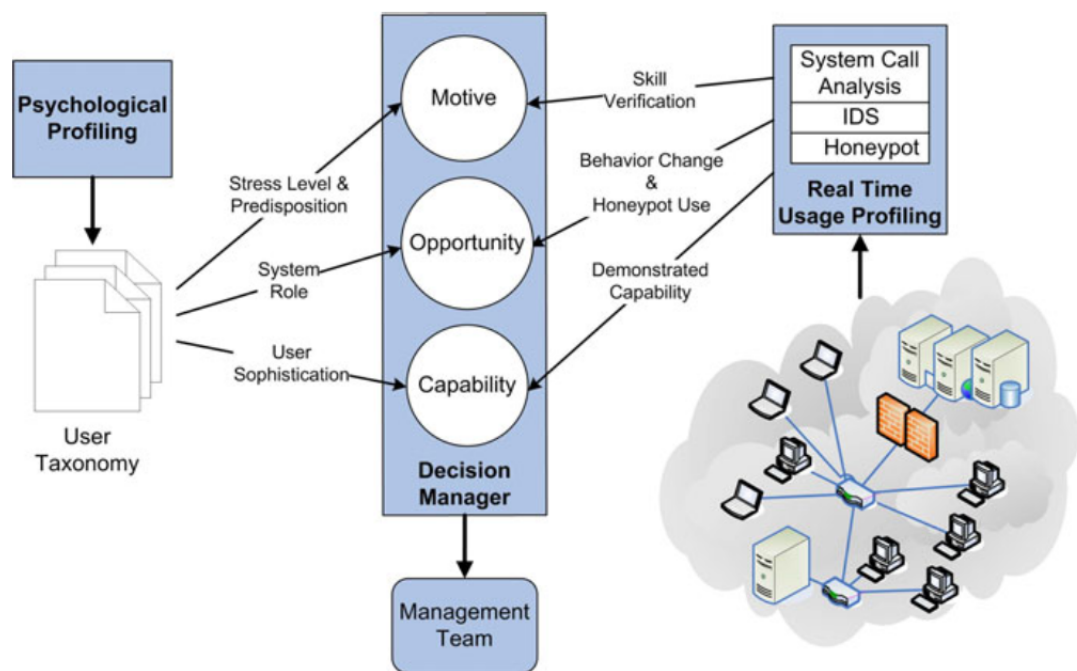 Psychological
Profiling
User
Taxonomy
Stress Level &
Predisposition
System
Role
User
Sophistication
Motive
Opportunity
Capability
Decision
Manager
Management
Team
Skill
Verification
Behavior Change
&
Honeypot Use
Demonstrated
Capability
System Call
Analysis
IDS
Honeypot
Real Time
Usage Profiling